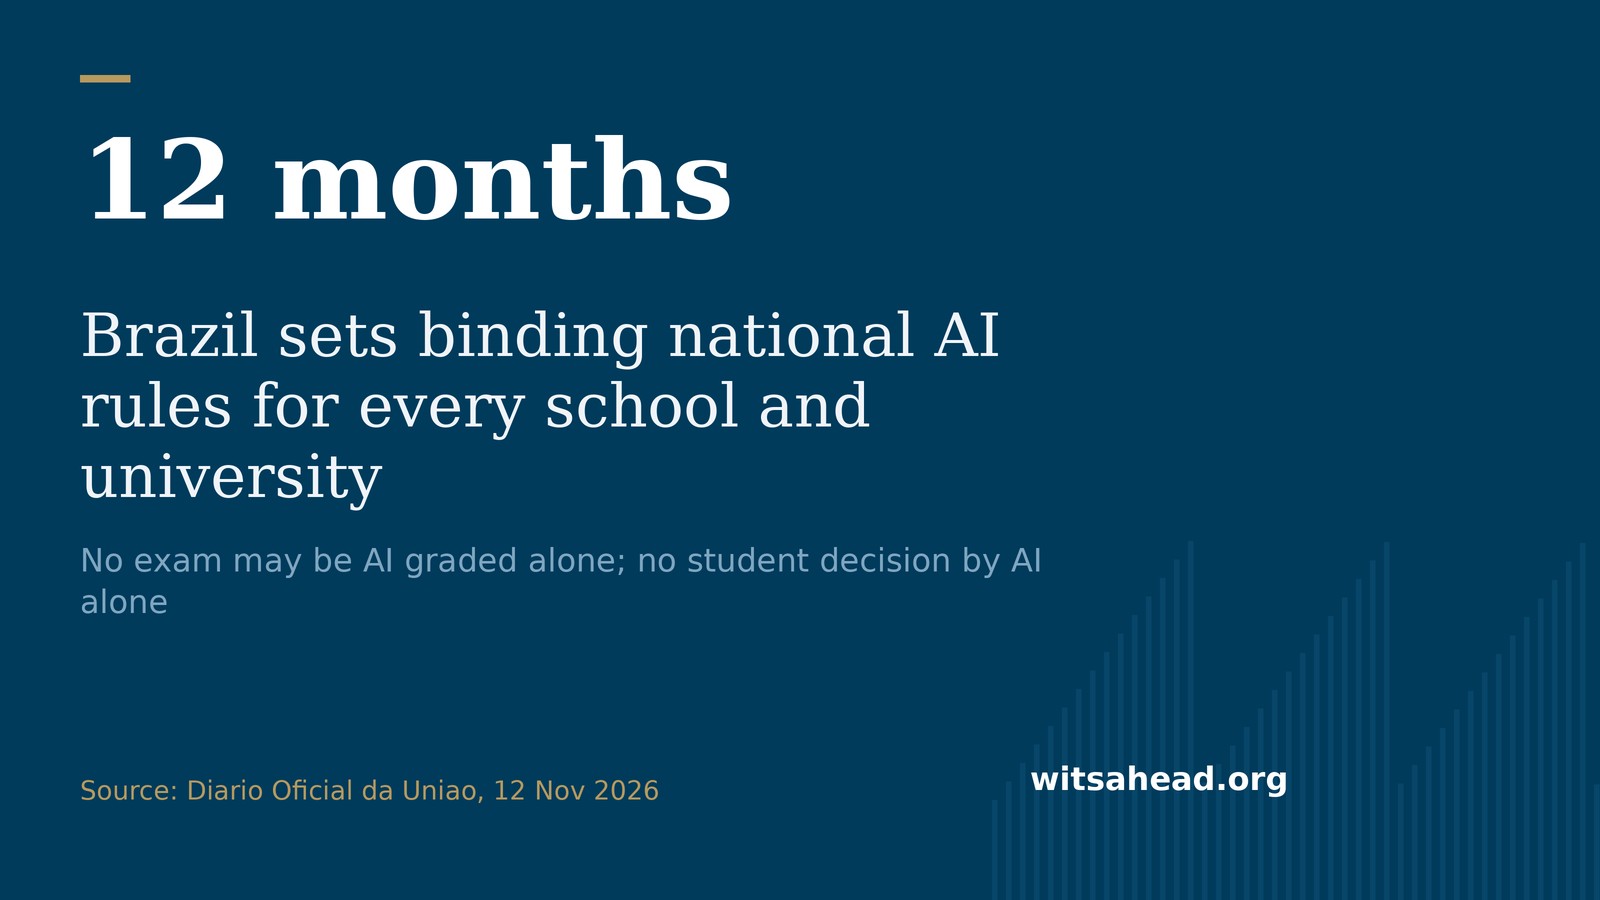 12 months
Brazil sets binding national AI
rules for every school and
university
No exam may be AI graded alone; no student decision by AI
alone
Source: Diario Oficial da Uniao, 12 Nov 2026
witsahead.org